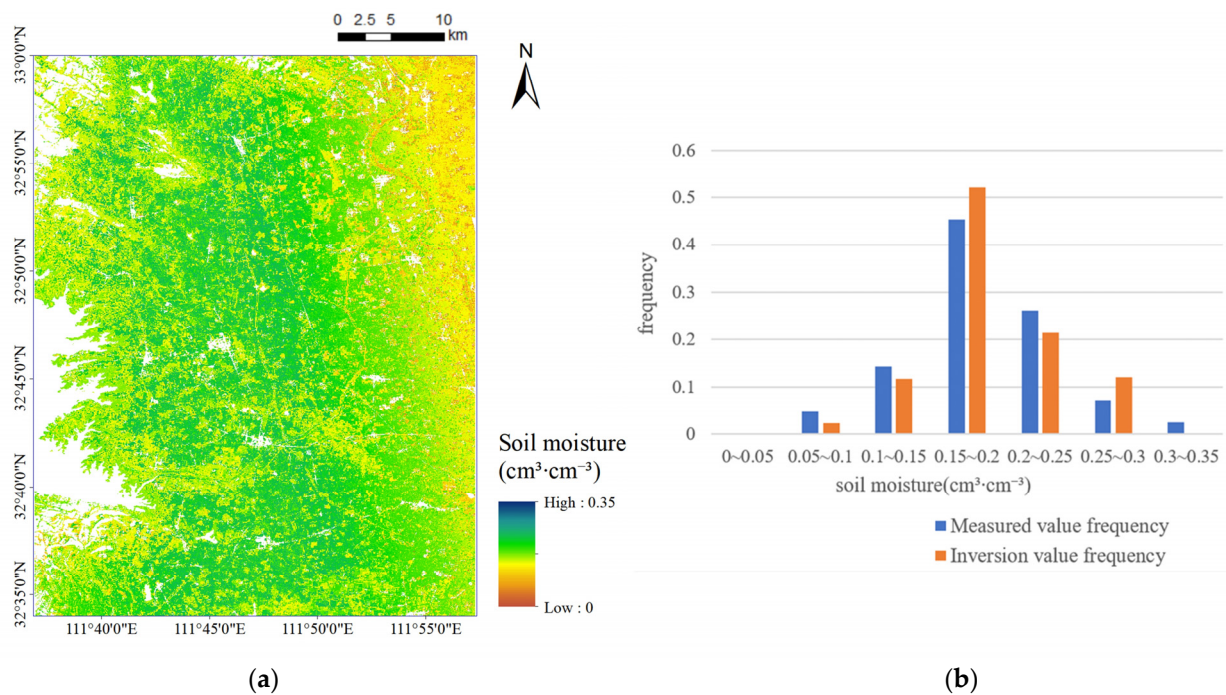 0 2.5 5 10
km
N
33°0'0"N
32°55'0"N
32°50'0"N
32°45'0"N
32°40'0"N
32°35'0"N
111°40'0"E 111°45'0"E 111°50'0"E 111°55'0"E
Soil moisture
(cm³·cm⁻³)
High : 0.35
Low : 0
(a)
0.6
0.5
0.4
0.3
0.2
0.1
0
frequency
0~0.05 0.05~0.1 0.1~0.15 0.15~0.2 0.2~0.25 0.25~0.3 0.3~0.35
soil moisture(cm³·cm⁻³)
Measured value frequency
Inversion value frequency
(b)